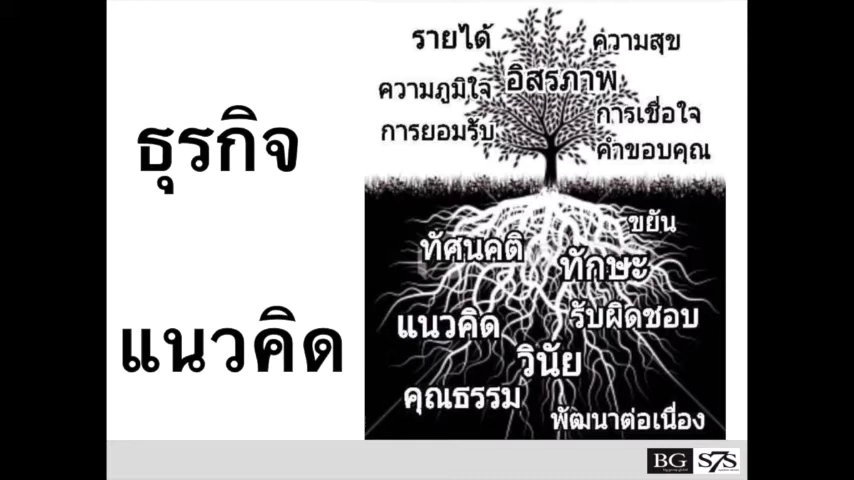 ธุรกิจ
แนวคิด
รายได้
ความสุข
ความภูมิใจ
อิสรภาพ
การยอมรับ
การเชื่อใจ
คำขอบคุณ
ขยัน
ทัศนคติ
ทักษะ
แนวคิด
รับผิดชอบ
วินัย
คุณธรรม
พัฒนาต่อเนื่อง
BG
S7S